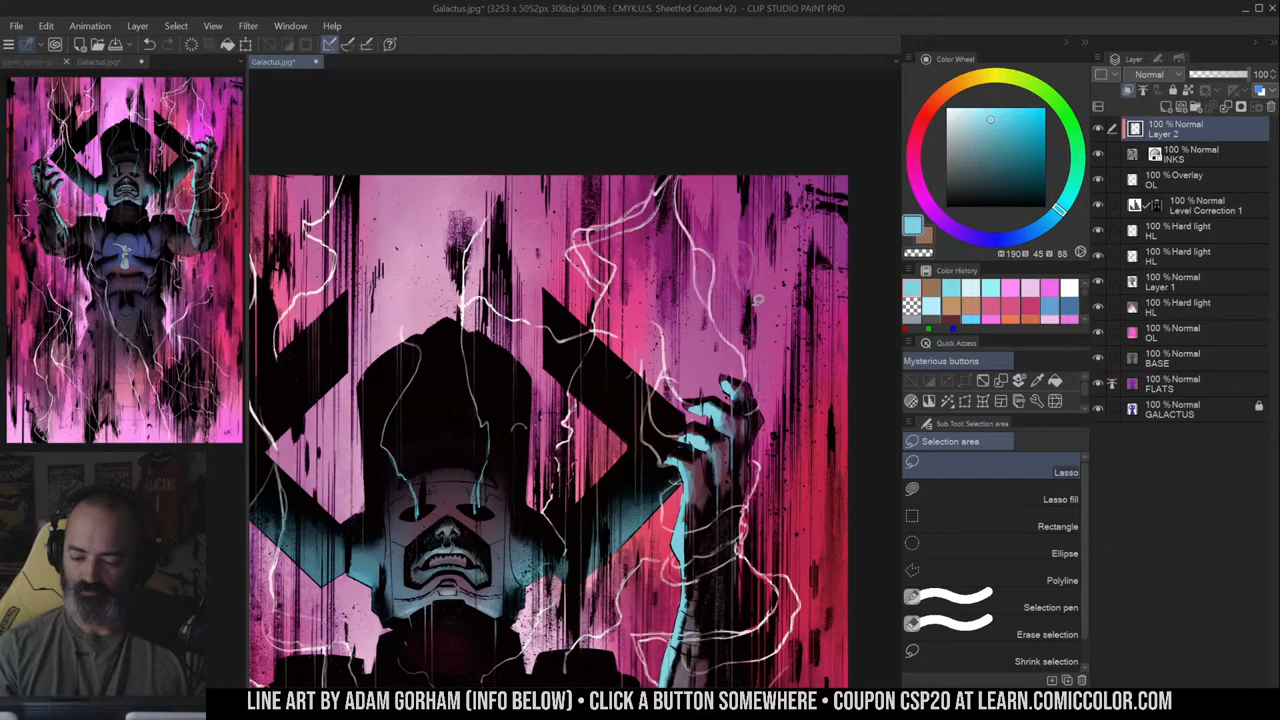 Galactus.jpg* (3253 x 5052px 300dpi 50.0% : CMYK:U.S. Sheetfed Coated v2) - CLIP STUDIO PAINT PRO
File Edit Animation Layer Select View Filter Window Help
Galactus.jpg*
Galactus.jpg*
Color Wheel
H 190 S 45 V 88
Color History
Quick Access
Mysterious buttons
Sub Tool: Selection area
Selection area
Lasso
Lasso fill
Rectangle
Ellipse
Polyline
Selection pen
Erase selection
Shrink selection
Layer
Normal
100
100 % Normal
Layer 2
100 % Normal
INKS
100 % Overlay
OL
100 % Normal
Level Correction 1
100 % Hard light
HL
100 % Hard light
HL
100 % Normal
Layer 1
100 % Hard light
HL
100 % Normal
OL
100 % Normal
BASE
100 % Normal
FLATS
100 % Normal
GALACTUS
LINE ART BY ADAM GORHAM (INFO BELOW) • CLICK A BUTTON SOMEWHERE • COUPON CSP20 AT LEARN.COMICCOLOR.COM